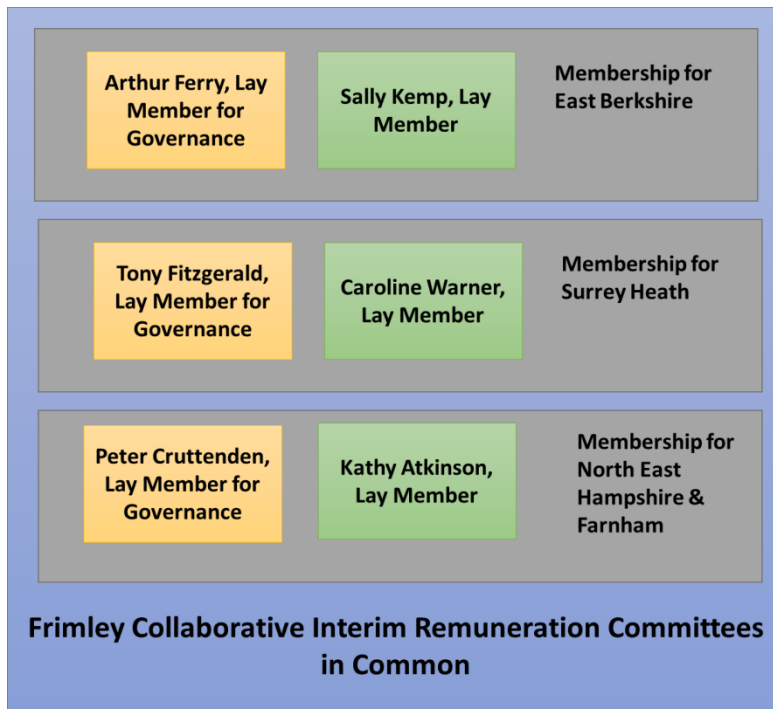 Arthur Ferry, Lay
Member for
Governance
Sally Kemp, Lay
Member
Membership for
East Berkshire
Tony Fitzgerald,
Lay Member for
Governance
Caroline Warner,
Lay Member
Membership for
Surrey Heath
Peter Cruttenden,
Lay Member for
Governance
Kathy Atkinson,
Lay Member
Membership for
North East
Hampshire &
Farnham
Frimley Collaborative Interim Remuneration Committees
in Common